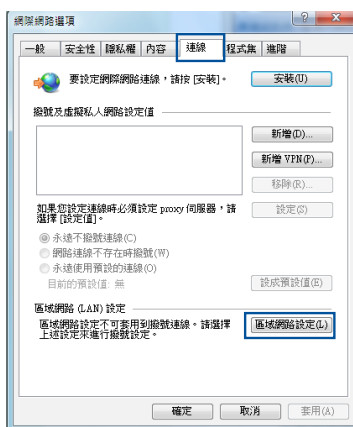 網際網路選項
一般 安全性 隱私權 內容 連線 程式集 進階
要設定網際網路連線，請按 [安裝]。
安裝(U)
撥號及虛擬私人網路設定值
新增(D)...
新增 VPN(P)...
移除(R)...
如果您設定連線時必須設定 proxy 伺服器，請
選擇 [設定值]。
設定(S)
永遠不撥號連線(C)
網路連線不存在時撥號(W)
永遠使用預設的連線(O)
目前的預設值: 無
設成預設值(E)
區域網路 (LAN) 設定
區域網路設定不可套用到撥號連線。請選擇
上述設定來進行撥號設定。
區域網路設定(L)
確定 取消 套用(A)